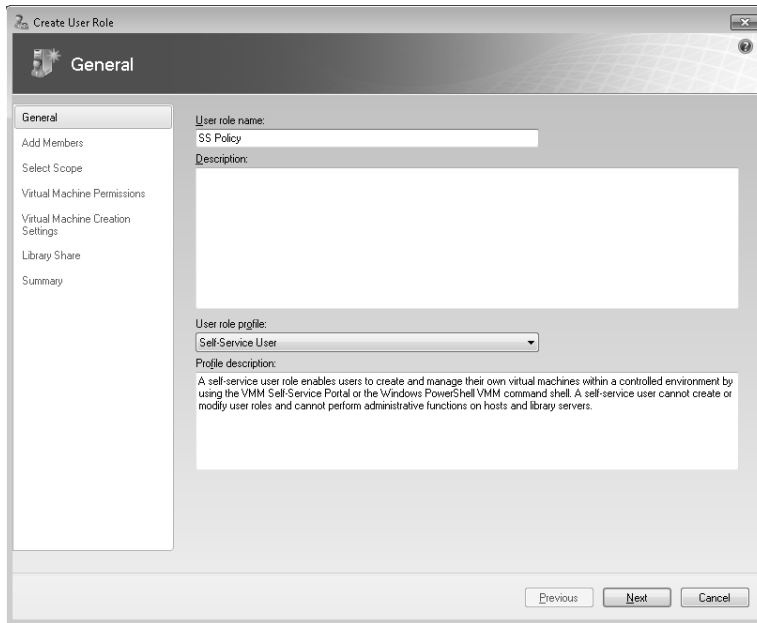 Create User Role
General
General
Add Members
Select Scope
Virtual Machine Permissions
Virtual Machine Creation
Settings
Library Share
Summary
User role name:
SS Policy
Description:
User role profile:
Self-Service User
Profile description:
A self-service user role enables users to create and manage their own virtual machines within a controlled environment by
using the VMM Self-Service Portal or the Windows PowerShell VMM command shell. A self-service user cannot create or
modify user roles and cannot perform administrative functions on hosts and library servers.
Previous
Next
Cancel